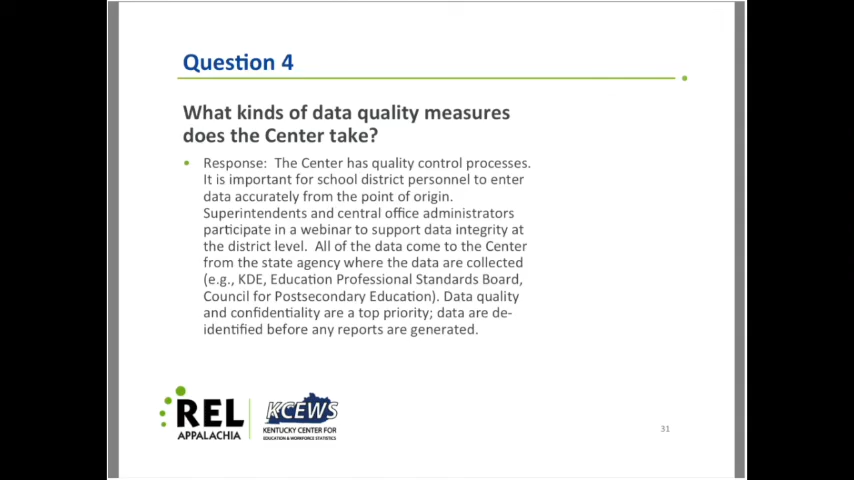 Question 4
What kinds of data quality measures
does the Center take?
• Response: The Center has quality control processes.
It is important for school district personnel to enter
data accurately from the point of origin.
Superintendents and central office administrators
participate in a webinar to support data integrity at
the district level. All of the data come to the Center
from the state agency where the data are collected
(e.g., KDE, Education Professional Standards Board,
Council for Postsecondary Education). Data quality
and confidentiality are a top priority; data are de-
identified before any reports are generated.
REL
APPALACHIA
KCEWS
KENTUCKY CENTER FOR
EDUCATION & WORKFORCE STATISTICS
31